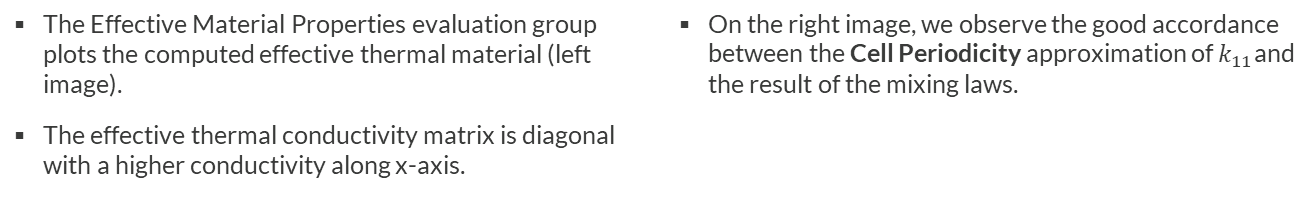 ▪ The Effective Material Properties evaluation group
plots the computed effective thermal material (left
image).
▪ The effective thermal conductivity matrix is diagonal
with a higher conductivity along x-axis.
▪ On the right image, we observe the good accordance
between the Cell Periodicity approximation of k₁₁ and
the result of the mixing laws.